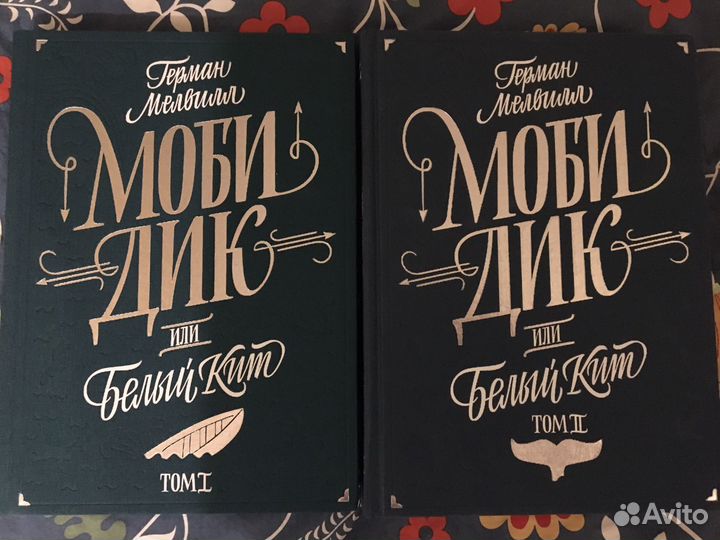 Герман
Мелвилл
МОБИ
ДИК
или
Белый Кит
ТОМ I
Герман
Мелвилл
МОБИ
ДИК
или
Белый Кит
ТОМ II
Avito